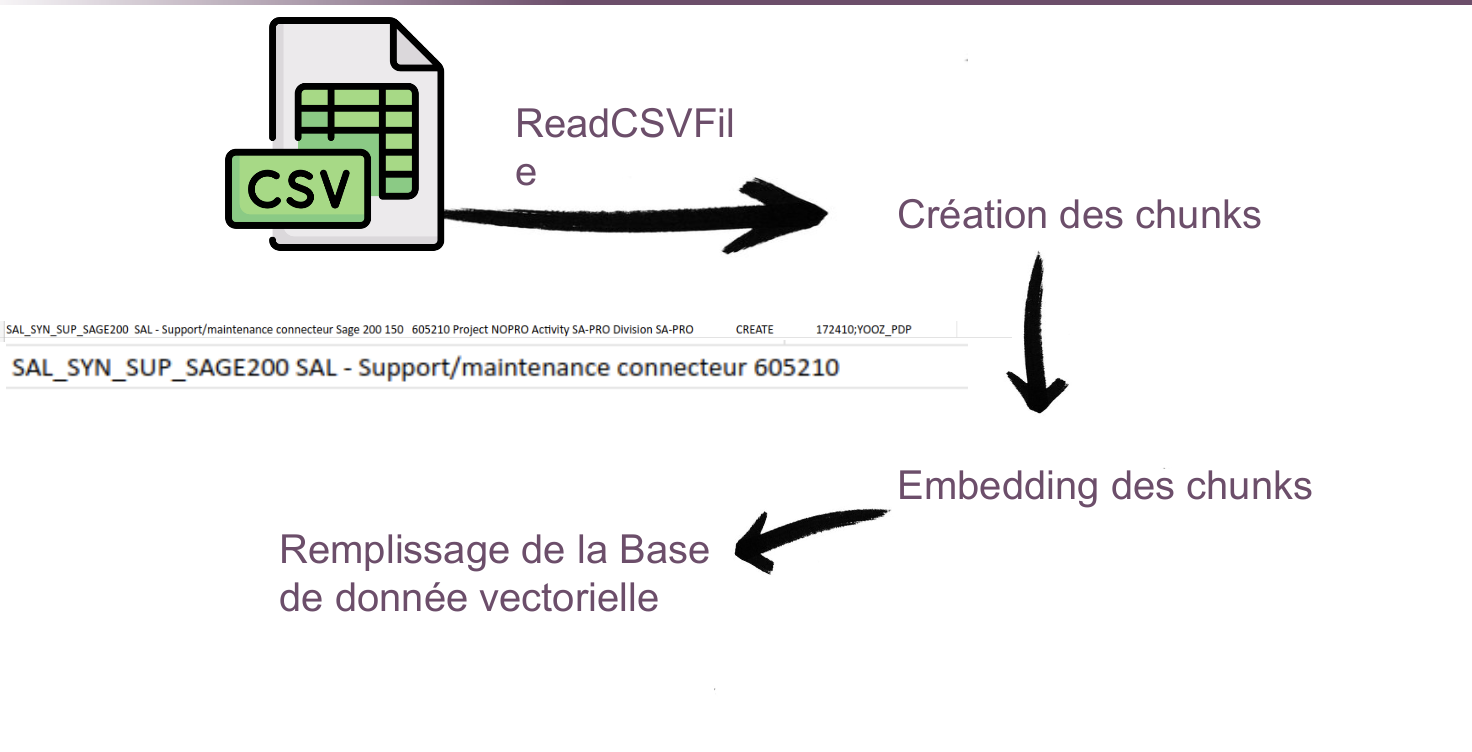 CSV
ReadCSVFil
e
Création des chunks
SAL_SYN_SUP_SAGE200 SAL - Support/maintenance connecteur Sage 200 150 605210 Project NOPRO Activity SA-PRO Division SA-PRO CREATE 172410;YOOZ_PDP
SAL_SYN_SUP_SAGE200 SAL - Support/maintenance connecteur 605210
Embedding des chunks
Remplissage de la Base
de donnée vectorielle